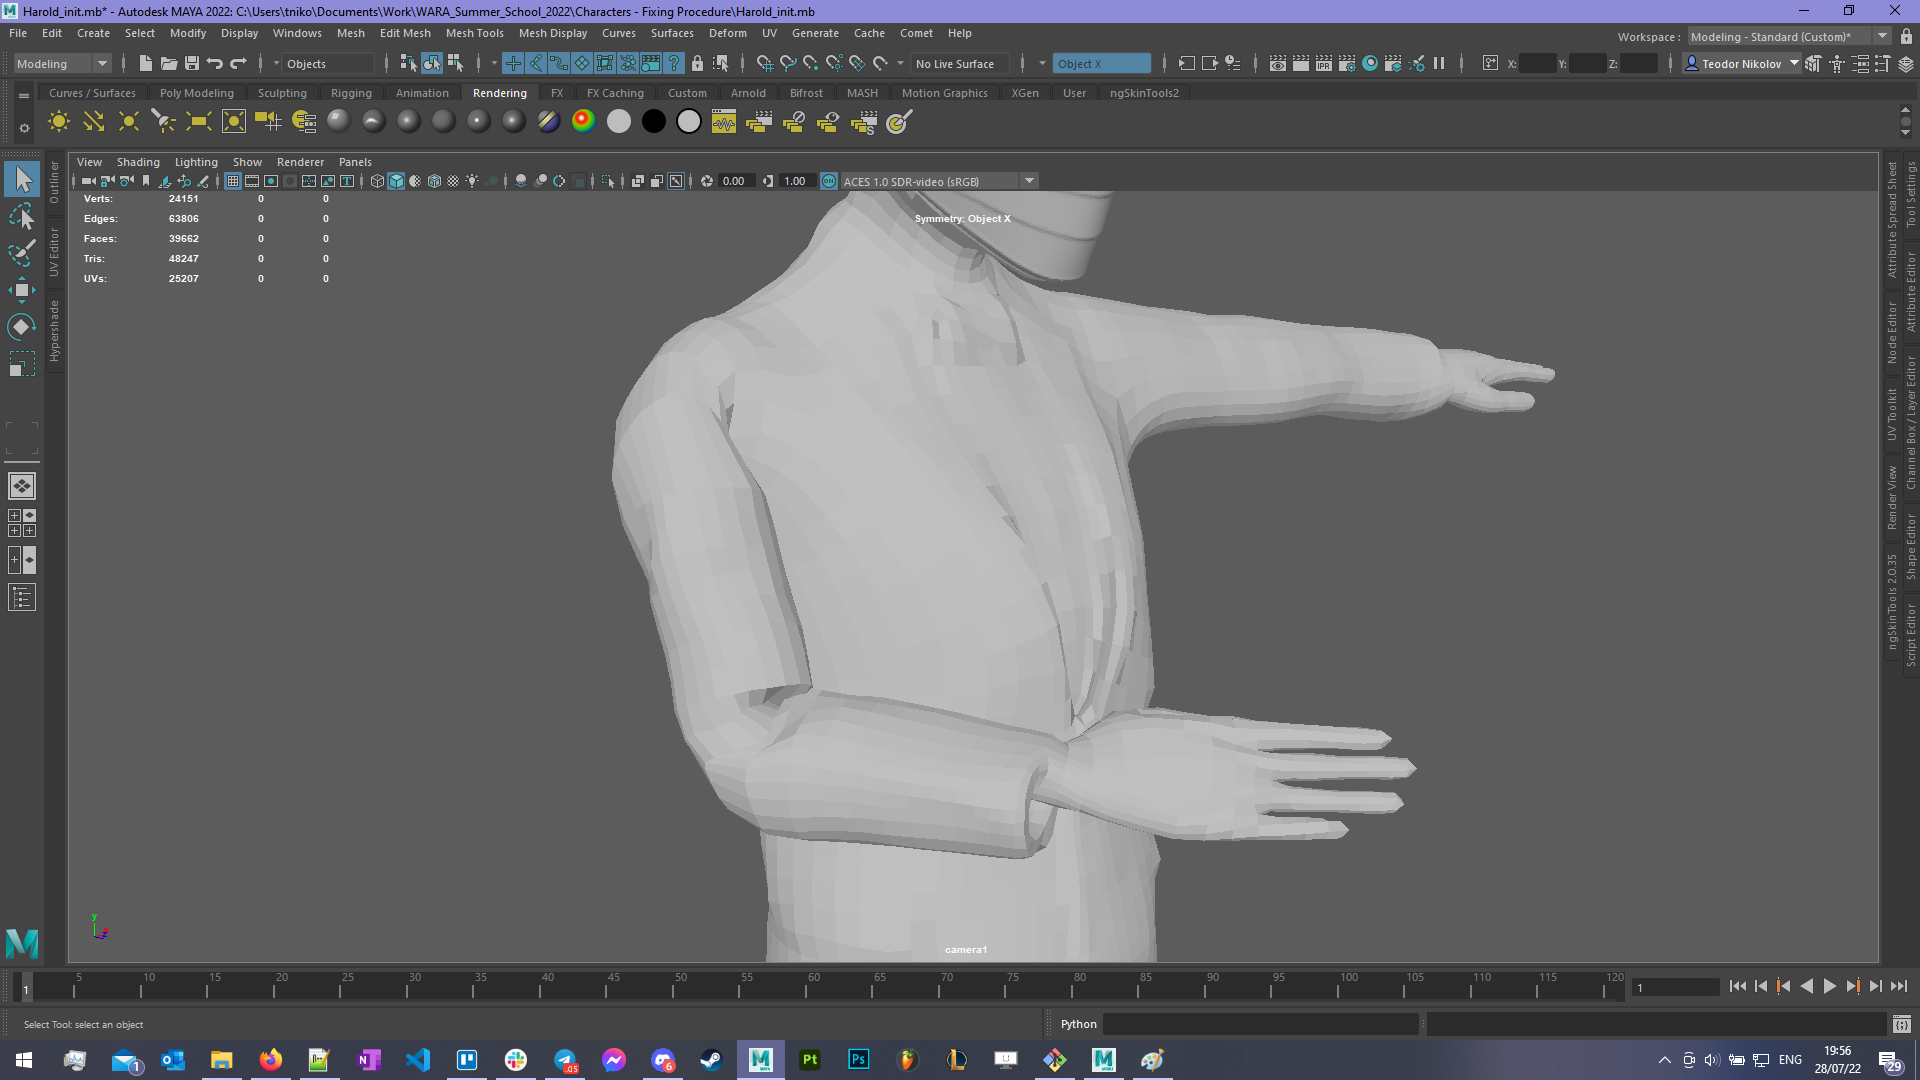 Harold_init.mb* - Autodesk MAYA 2022: C:\Users\tniko\Documents\Work\WARA_Summer_School_2022\Characters - Fixing Procedure\Harold_init.mb
File Edit Create Select Modify Display Windows Mesh Edit Mesh Mesh Tools Mesh Display Curves Surfaces Deform UV Generate Cache Comet Help
Workspace : Modeling - Standard (Custom)*
Modeling Objects No Live Surface Object X X: Y: Z: Teodor Nikolov
Curves / Surfaces Poly Modeling Sculpting Rigging Animation Rendering FX FX Caching Custom Arnold Bifrost MASH Motion Graphics XGen User ngSkinTools2
View Shading Lighting Show Renderer Panels
0.00 1.00 ON ACES 1.0 SDR-video (sRGB)
Verts: 24151 0 0
Edges: 63806 0 0
Faces: 39662 0 0
Tris: 48247 0 0
UVs: 25207 0 0
Symmetry: Object X
Outliner
UV Editor
Hypershade
Attribute Spread Sheet
Node Editor
UV Toolkit
Render View
ngSkinTools 2.0.35
Tool Settings
Attribute Editor
Channel Box / Layer Editor
Shape Editor
Script Editor
y
z
camera1
1 5 10 15 20 25 30 35 40 45 50 55 60 65 70 75 80 85 90 95 100 105 110 115 120
1
Select Tool: select an object
Python
ENG
19:56
28/07/22
29